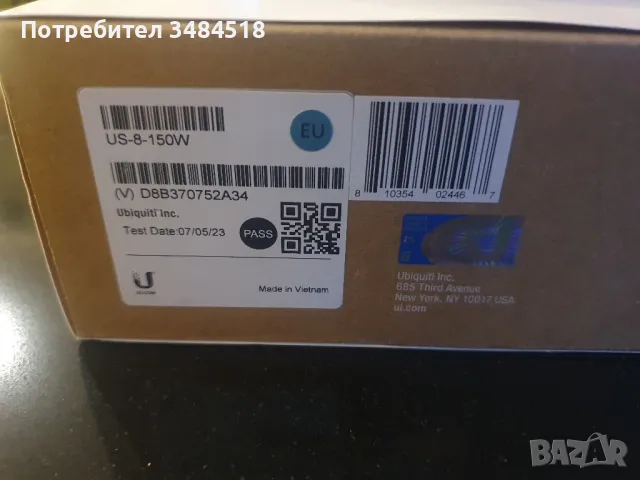 Потребител 3484518
US-8-150W
EU
(V) D8B370752A34
Ubiquiti Inc.
Test Date:07/05/23
PASS
Made in Vietnam
8 10354 02446 7
Ubiquiti Inc.
685 Third Avenue
New York, NY 10017 USA
ui.com
BAZAR